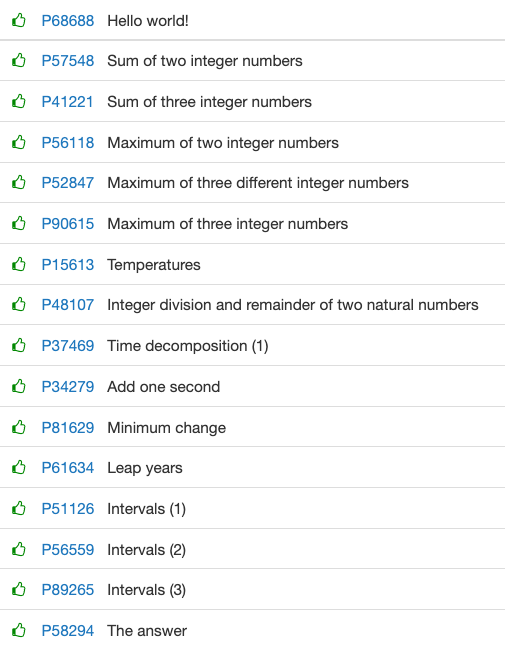 P68688 Hello world!
P57548 Sum of two integer numbers
P41221 Sum of three integer numbers
P56118 Maximum of two integer numbers
P52847 Maximum of three different integer numbers
P90615 Maximum of three integer numbers
P15613 Temperatures
P48107 Integer division and remainder of two natural numbers
P37469 Time decomposition (1)
P34279 Add one second
P81629 Minimum change
P61634 Leap years
P51126 Intervals (1)
P56559 Intervals (2)
P89265 Intervals (3)
P58294 The answer